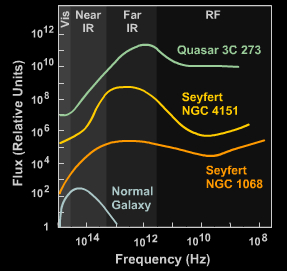 Vis
Near
IR
Far
IR
RF
Flux (Relative Units)
10¹²
10¹⁰
10⁸
10⁶
10⁴
10²
1
Quasar 3C 273
Seyfert
NGC 4151
Seyfert
NGC 1068
Normal
Galaxy
10¹⁴
10¹²
10¹⁰
10⁸
Frequency (Hz)